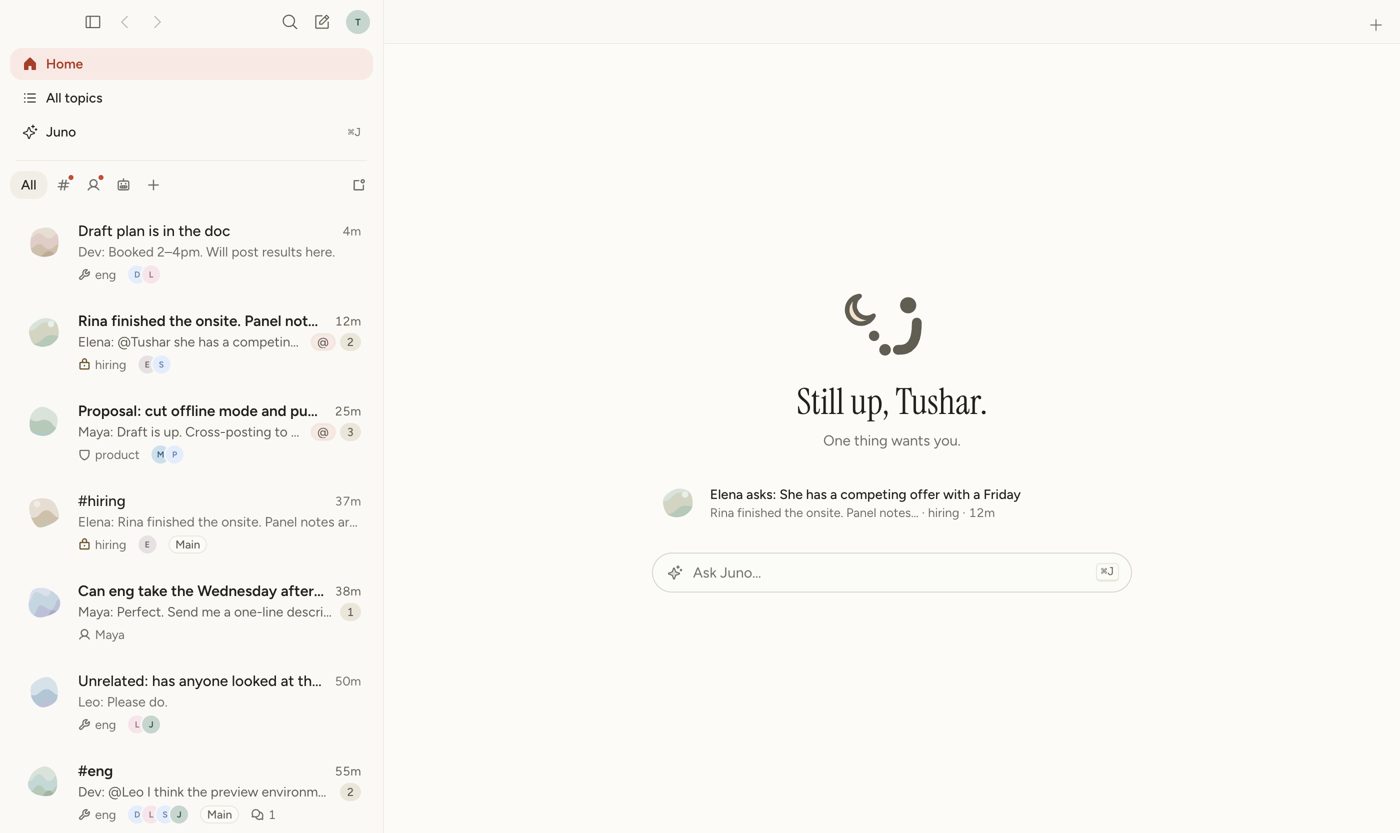 T
Home
All topics
Juno
⌘J
All
Draft plan is in the doc 4m
Dev: Booked 2–4pm. Will post results here.
eng D L
Rina finished the onsite. Panel not... 12m
Elena: @Tushar she has a competin... @ 2
hiring E S
Proposal: cut offline mode and pu... 25m
Maya: Draft is up. Cross-posting to ... @ 3
product M P
#hiring 37m
Elena: Rina finished the onsite. Panel notes ar...
hiring E Main
Can eng take the Wednesday after... 38m
Maya: Perfect. Send me a one-line descri... 1
Maya
Unrelated: has anyone looked at th... 50m
Leo: Please do.
eng L J
#eng 55m
Dev: @Leo I think the preview environm... 2
eng D L S J Main 1
Still up, Tushar.
One thing wants you.
Elena asks: She has a competing offer with a Friday
Rina finished the onsite. Panel notes... · hiring · 12m
Ask Juno... ⌘J